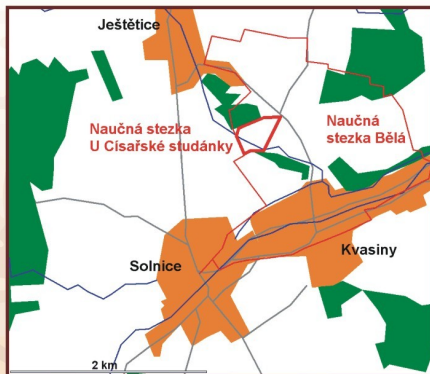 Ještětice
Naučná stezka
U Císařské studánky
Naučná
stezka Bělá
Solnice
Kvasiny
2 km